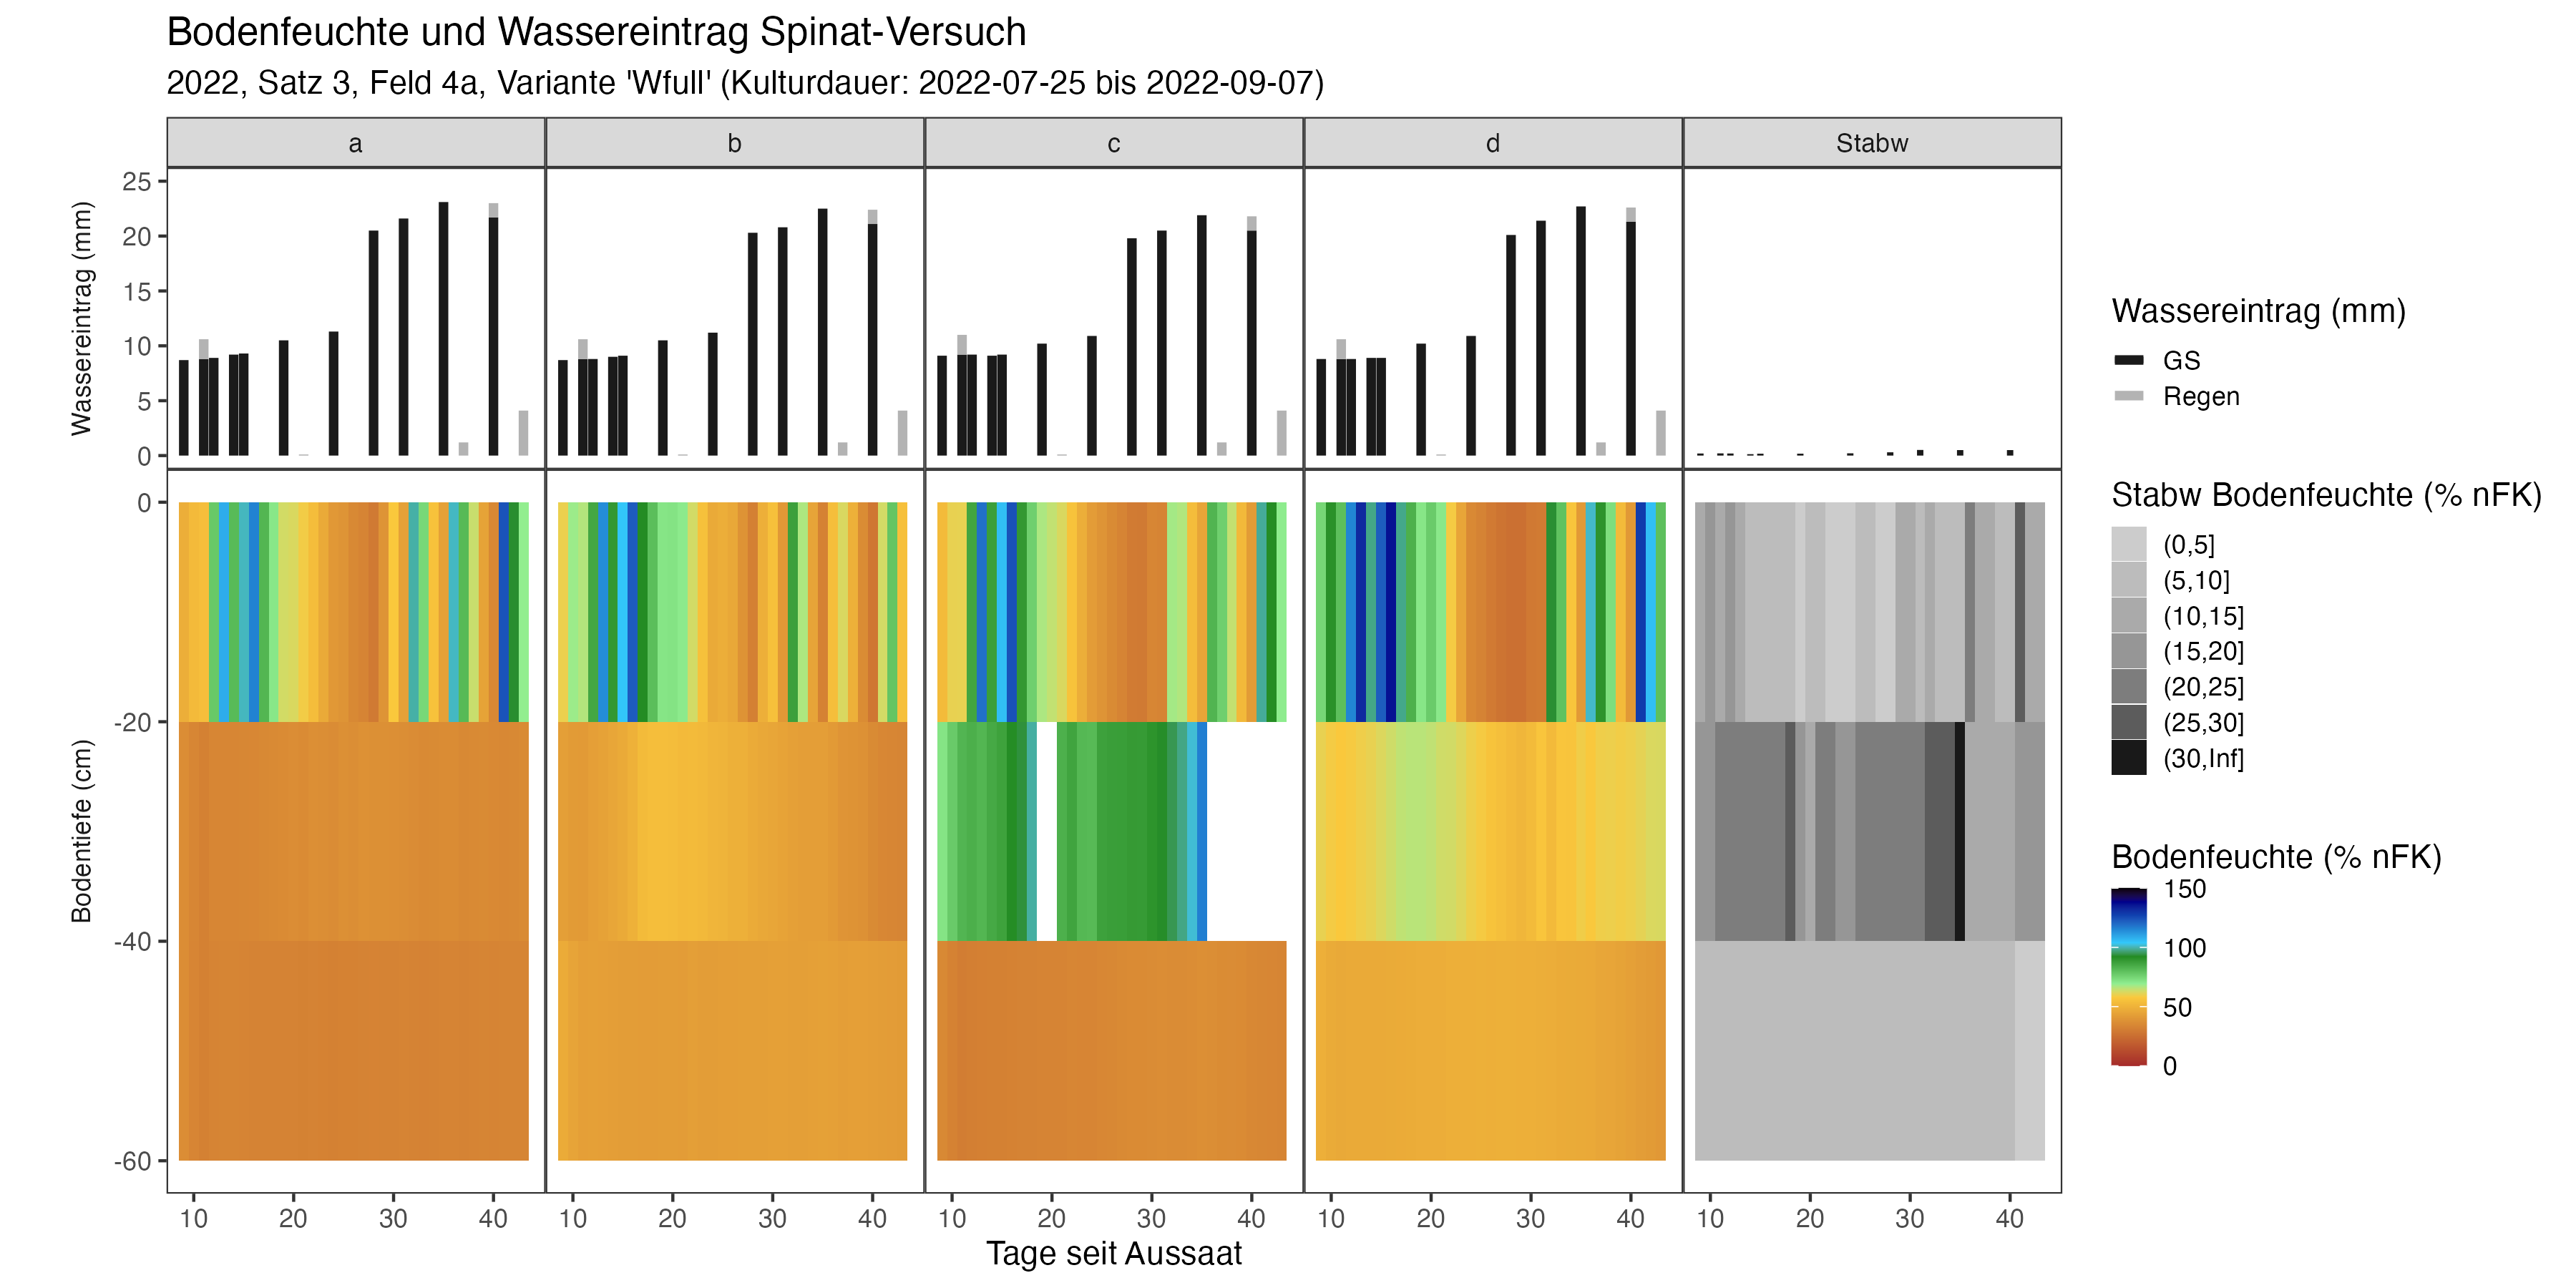 Bodenfeuchte und Wassereintrag Spinat-Versuch
2022, Satz 3, Feld 4a, Variante 'Wfull' (Kulturdauer: 2022-07-25 bis 2022-09-07)
a b c d Stabw
Wassereintrag (mm)
25
20
15
10
5
0
Bodentiefe (cm)
0
-20
-40
-60
10 20 30 40 10 20 30 40 10 20 30 40 10 20 30 40 10 20 30 40
Tage seit Aussaat
Wassereintrag (mm)
GS
Regen
Stabw Bodenfeuchte (% nFK)
(0,5]
(5,10]
(10,15]
(15,20]
(20,25]
(25,30]
(30,Inf]
Bodenfeuchte (% nFK)
150
100
50
0